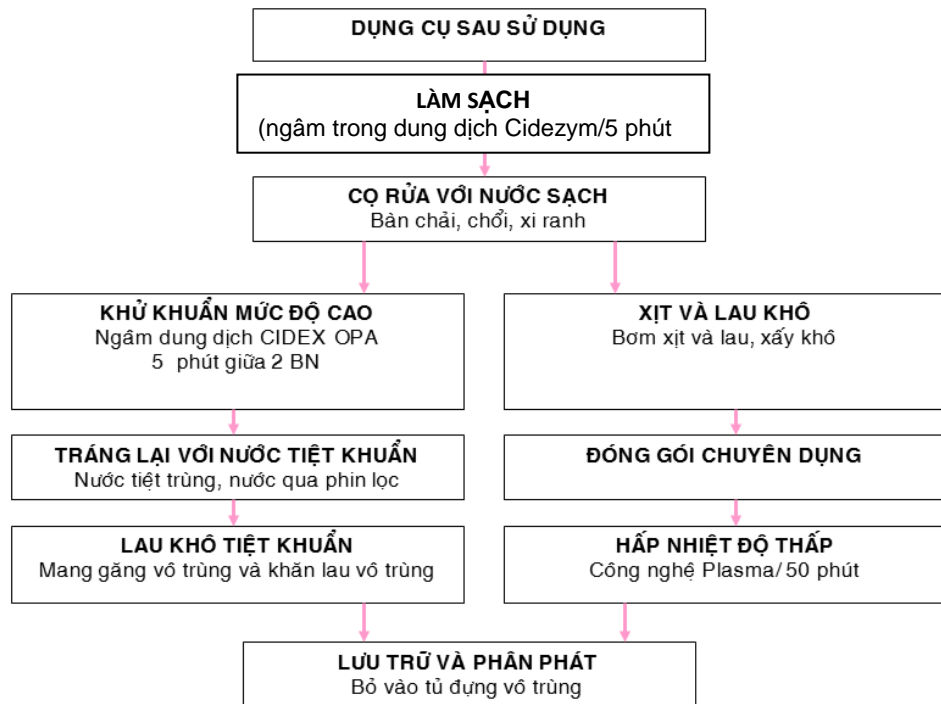 DỤNG CỤ SAU SỬ DỤNG
LÀM SẠCH
(ngâm trong dung dịch Cidezym/5 phút
CỌ RỬA VỚI NƯỚC SẠCH
Bàn chải, chổi, xi ranh
KHỬ KHUẨN MỨC ĐỘ CAO
Ngâm dung dịch CIDEX OPA
5 phút giữa 2 BN
XỊT VÀ LAU KHÔ
Bơm xịt và lau, xấy khô
TRÁNG LẠI VỚI NƯỚC TIỆT KHUẨN
Nước tiệt trùng, nước qua phin lọc
ĐÓNG GÓI CHUYÊN DỤNG
LAU KHÔ TIỆT KHUẨN
Mang găng vô trùng và khăn lau vô trùng
HẤP NHIỆT ĐỘ THẤP
Công nghệ Plasma/ 50 phút
LƯU TRỮ VÀ PHÂN PHÁT
Bỏ vào tủ đựng vô trùng